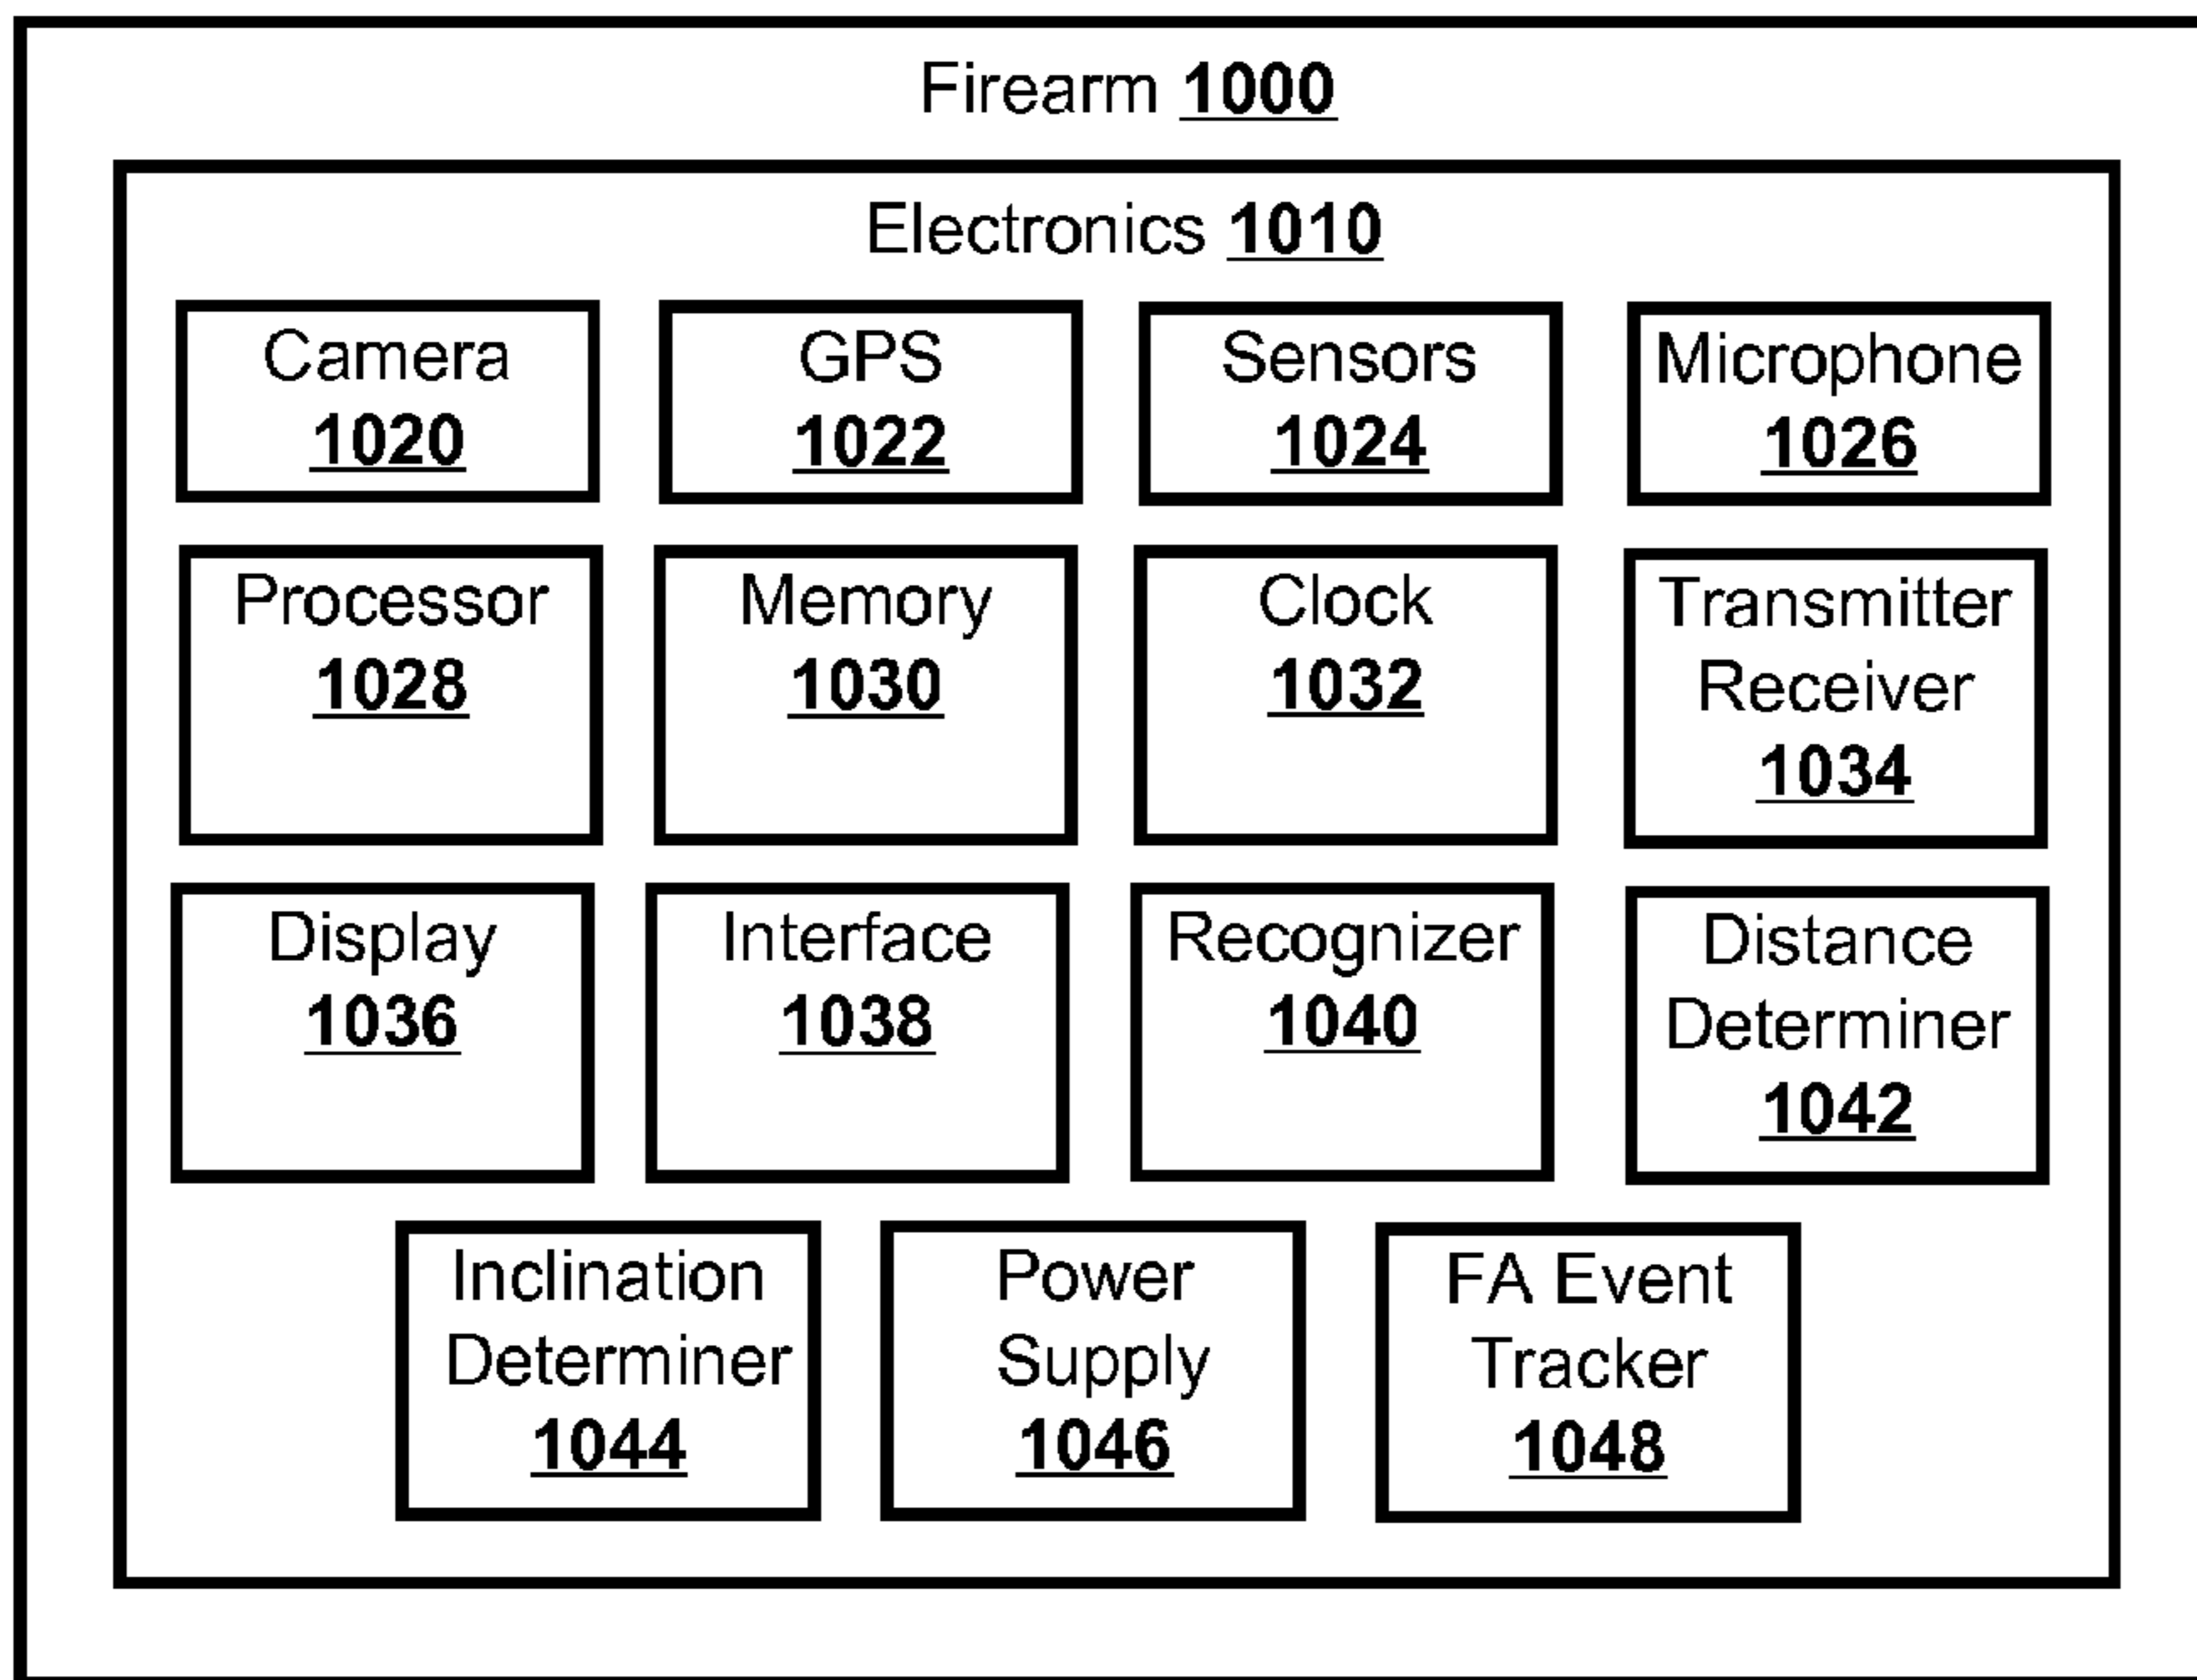 Firearm 1000
Electronics 1010
Camera
1020
GPS
1022
Sensors
1024
Microphone
1026
Processor
1028
Memory
1030
Clock
1032
Transmitter
Receiver
1034
Display
1036
Interface
1038
Recognizer
1040
Distance
Determiner
1042
Inclination
Determiner
1044
Power
Supply
1046
FA Event
Tracker
1048